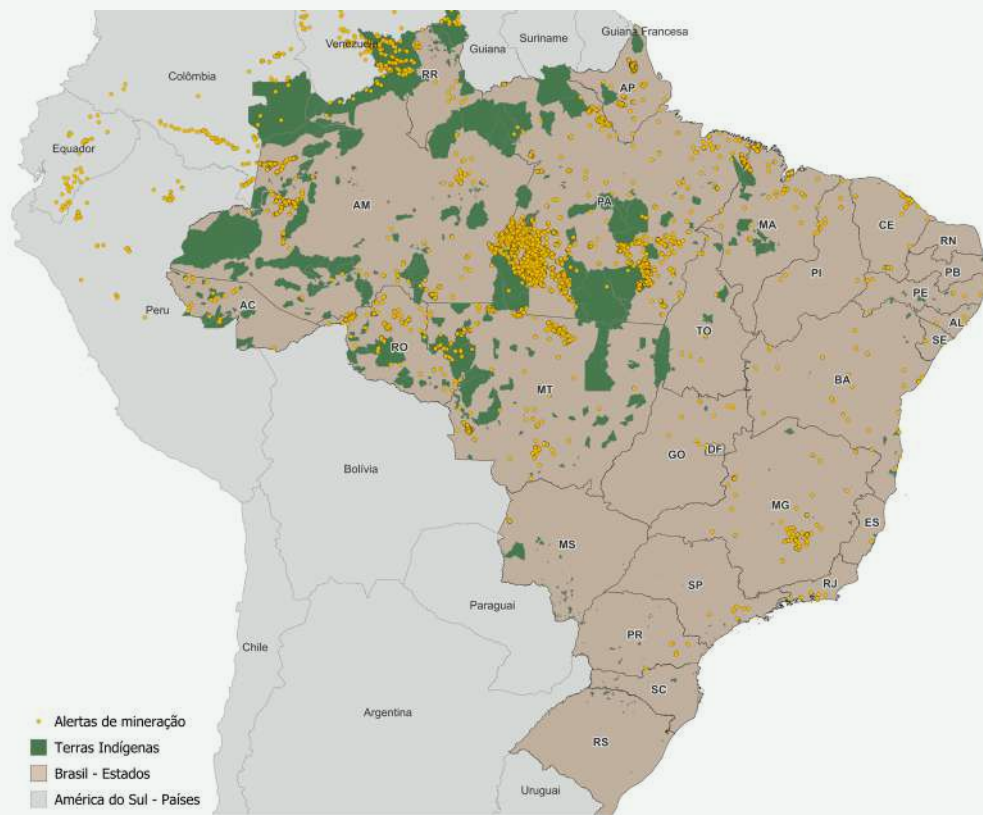 Guiana Francesa
Suriname
Venezuela
Guiana
Colômbia
RR
AP
Equador
AM
PA
MA
CE
RN
PI
PB
PE
AC
Peru
AL
TO
SE
RO
BA
MT
DF
GO
Bolívia
MG
ES
MS
SP
RJ
Paraguai
PR
Chile
SC
Argentina
Alertas de mineração
RS
Terras Indígenas
Brasil - Estados
Uruguai
América do Sul - Países